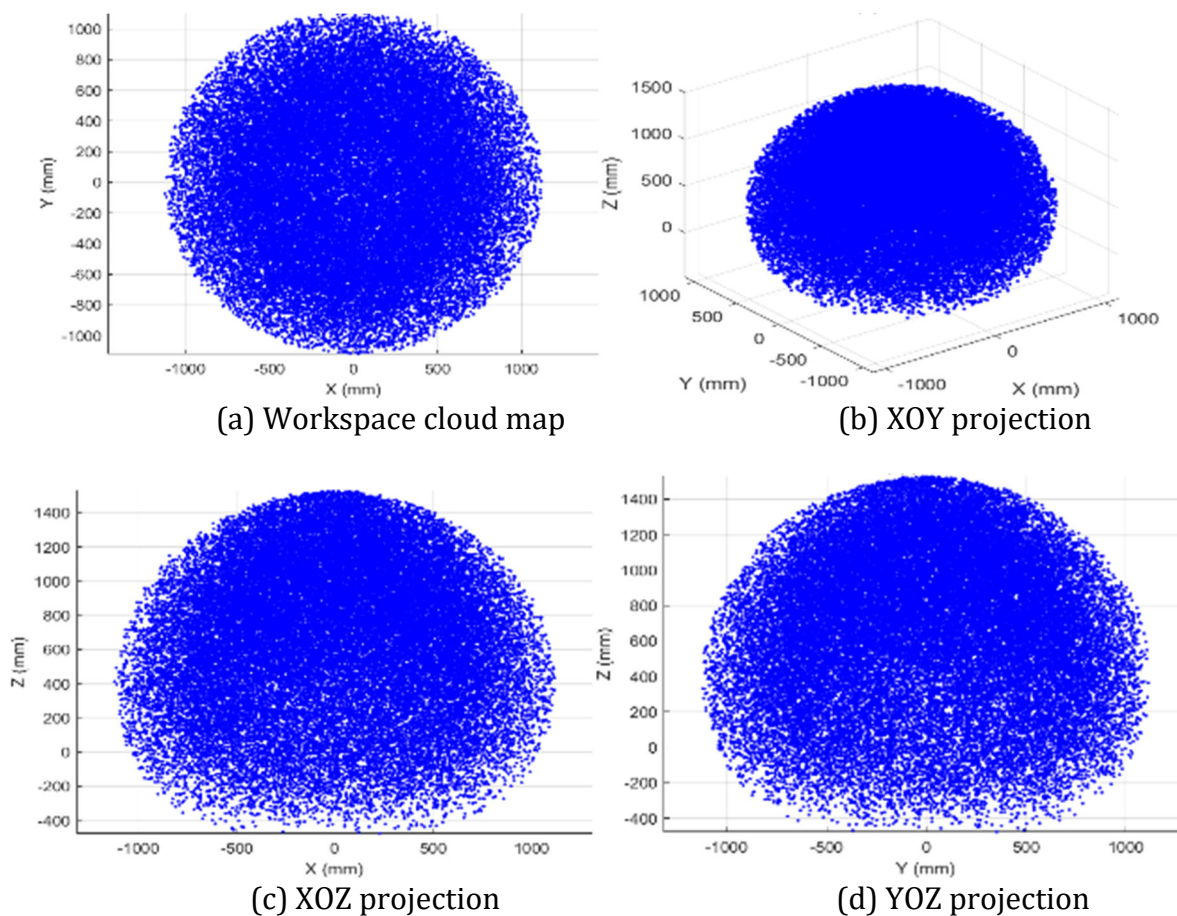 1000
800
600
400
200
0
-200
-400
-600
-800
-1000
Y (mm)
-1000 -500 0 500 1000
X (mm)
(a) Workspace cloud map
1500
1000
500
0
Z (mm)
1000
500
0
-500
-1000
Y (mm)
-1000
0
1000
X (mm)
(b) XOY projection
1400
1200
1000
800
600
400
200
0
-200
-400
Z (mm)
-1000 -500 0 500 1000
X (mm)
(c) XOZ projection
1400
1200
1000
800
600
400
200
0
-200
-400
Z (mm)
-1000 -500 0 500 1000
Y (mm)
(d) YOZ projection